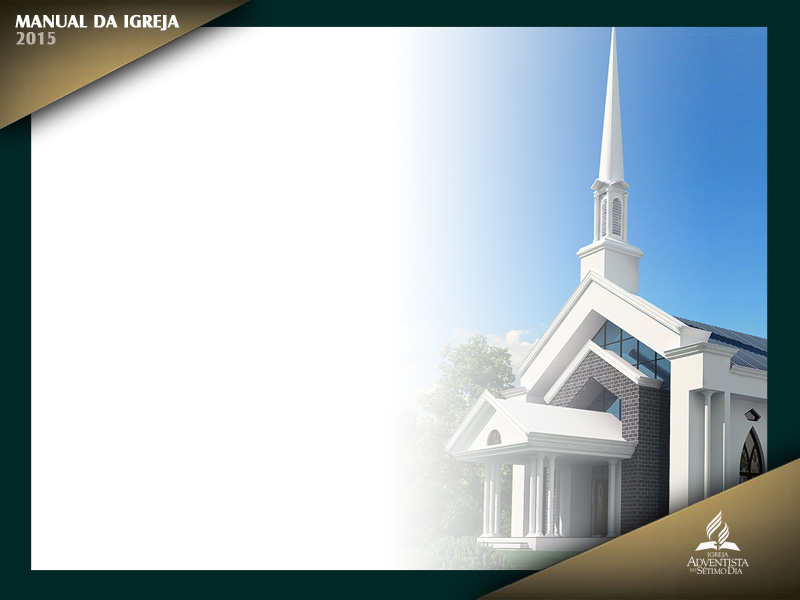 MANUAL DA IGREJA
2015
IGREJA
ADVENTISTA
DO SÉTIMO DIA